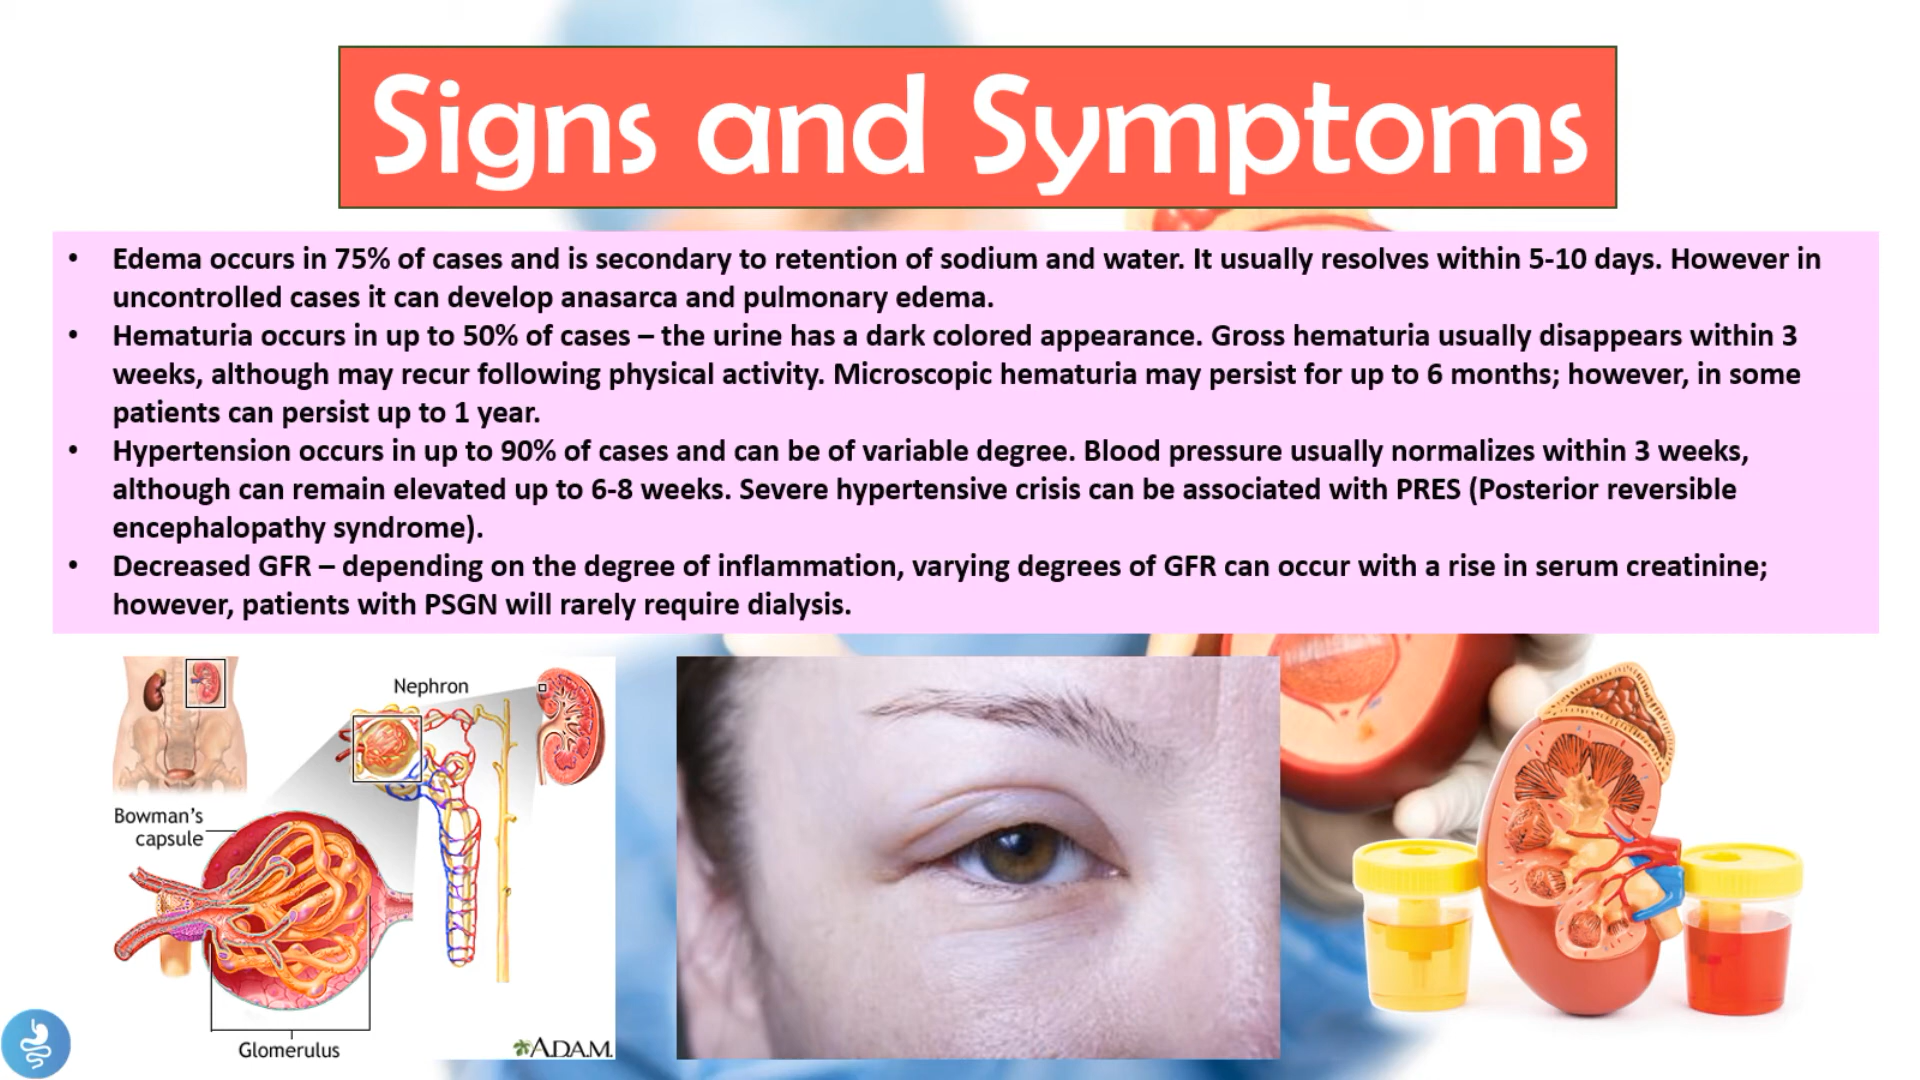 Signs and Symptoms
• Edema occurs in 75% of cases and is secondary to retention of sodium and water. It usually resolves within 5-10 days. However in
uncontrolled cases it can develop anasarca and pulmonary edema.
• Hematuria occurs in up to 50% of cases – the urine has a dark colored appearance. Gross hematuria usually disappears within 3
weeks, although may recur following physical activity. Microscopic hematuria may persist for up to 6 months; however, in some
patients can persist up to 1 year.
• Hypertension occurs in up to 90% of cases and can be of variable degree. Blood pressure usually normalizes within 3 weeks,
although can remain elevated up to 6-8 weeks. Severe hypertensive crisis can be associated with PRES (Posterior reversible
encephalopathy syndrome).
• Decreased GFR – depending on the degree of inflammation, varying degrees of GFR can occur with a rise in serum creatinine;
however, patients with PSGN will rarely require dialysis.
Nephron
Bowman's
capsule
Glomerulus
A.D.A.M.